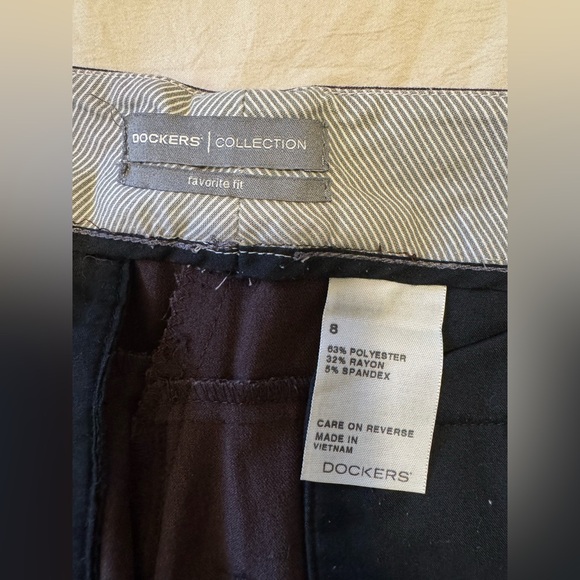 DOCKERS® | COLLECTION
favorite fit
8
63% POLYESTER
32% RAYON
5% SPANDEX
CARE ON REVERSE
MADE IN
VIETNAM
DOCKERS®